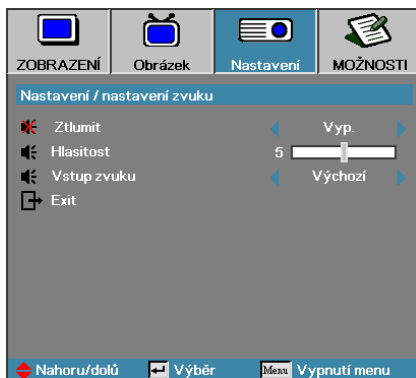 ZOBRAZENÍ Obrázek Nastavení MOŽNOSTI
Nastavení / nastavení zvuku
Ztlumit Vyp.
Hlasitost 5
Vstup zvuku Výchozí
Exit
Nahoru/dolů Výběr Menu Vypnutí menu